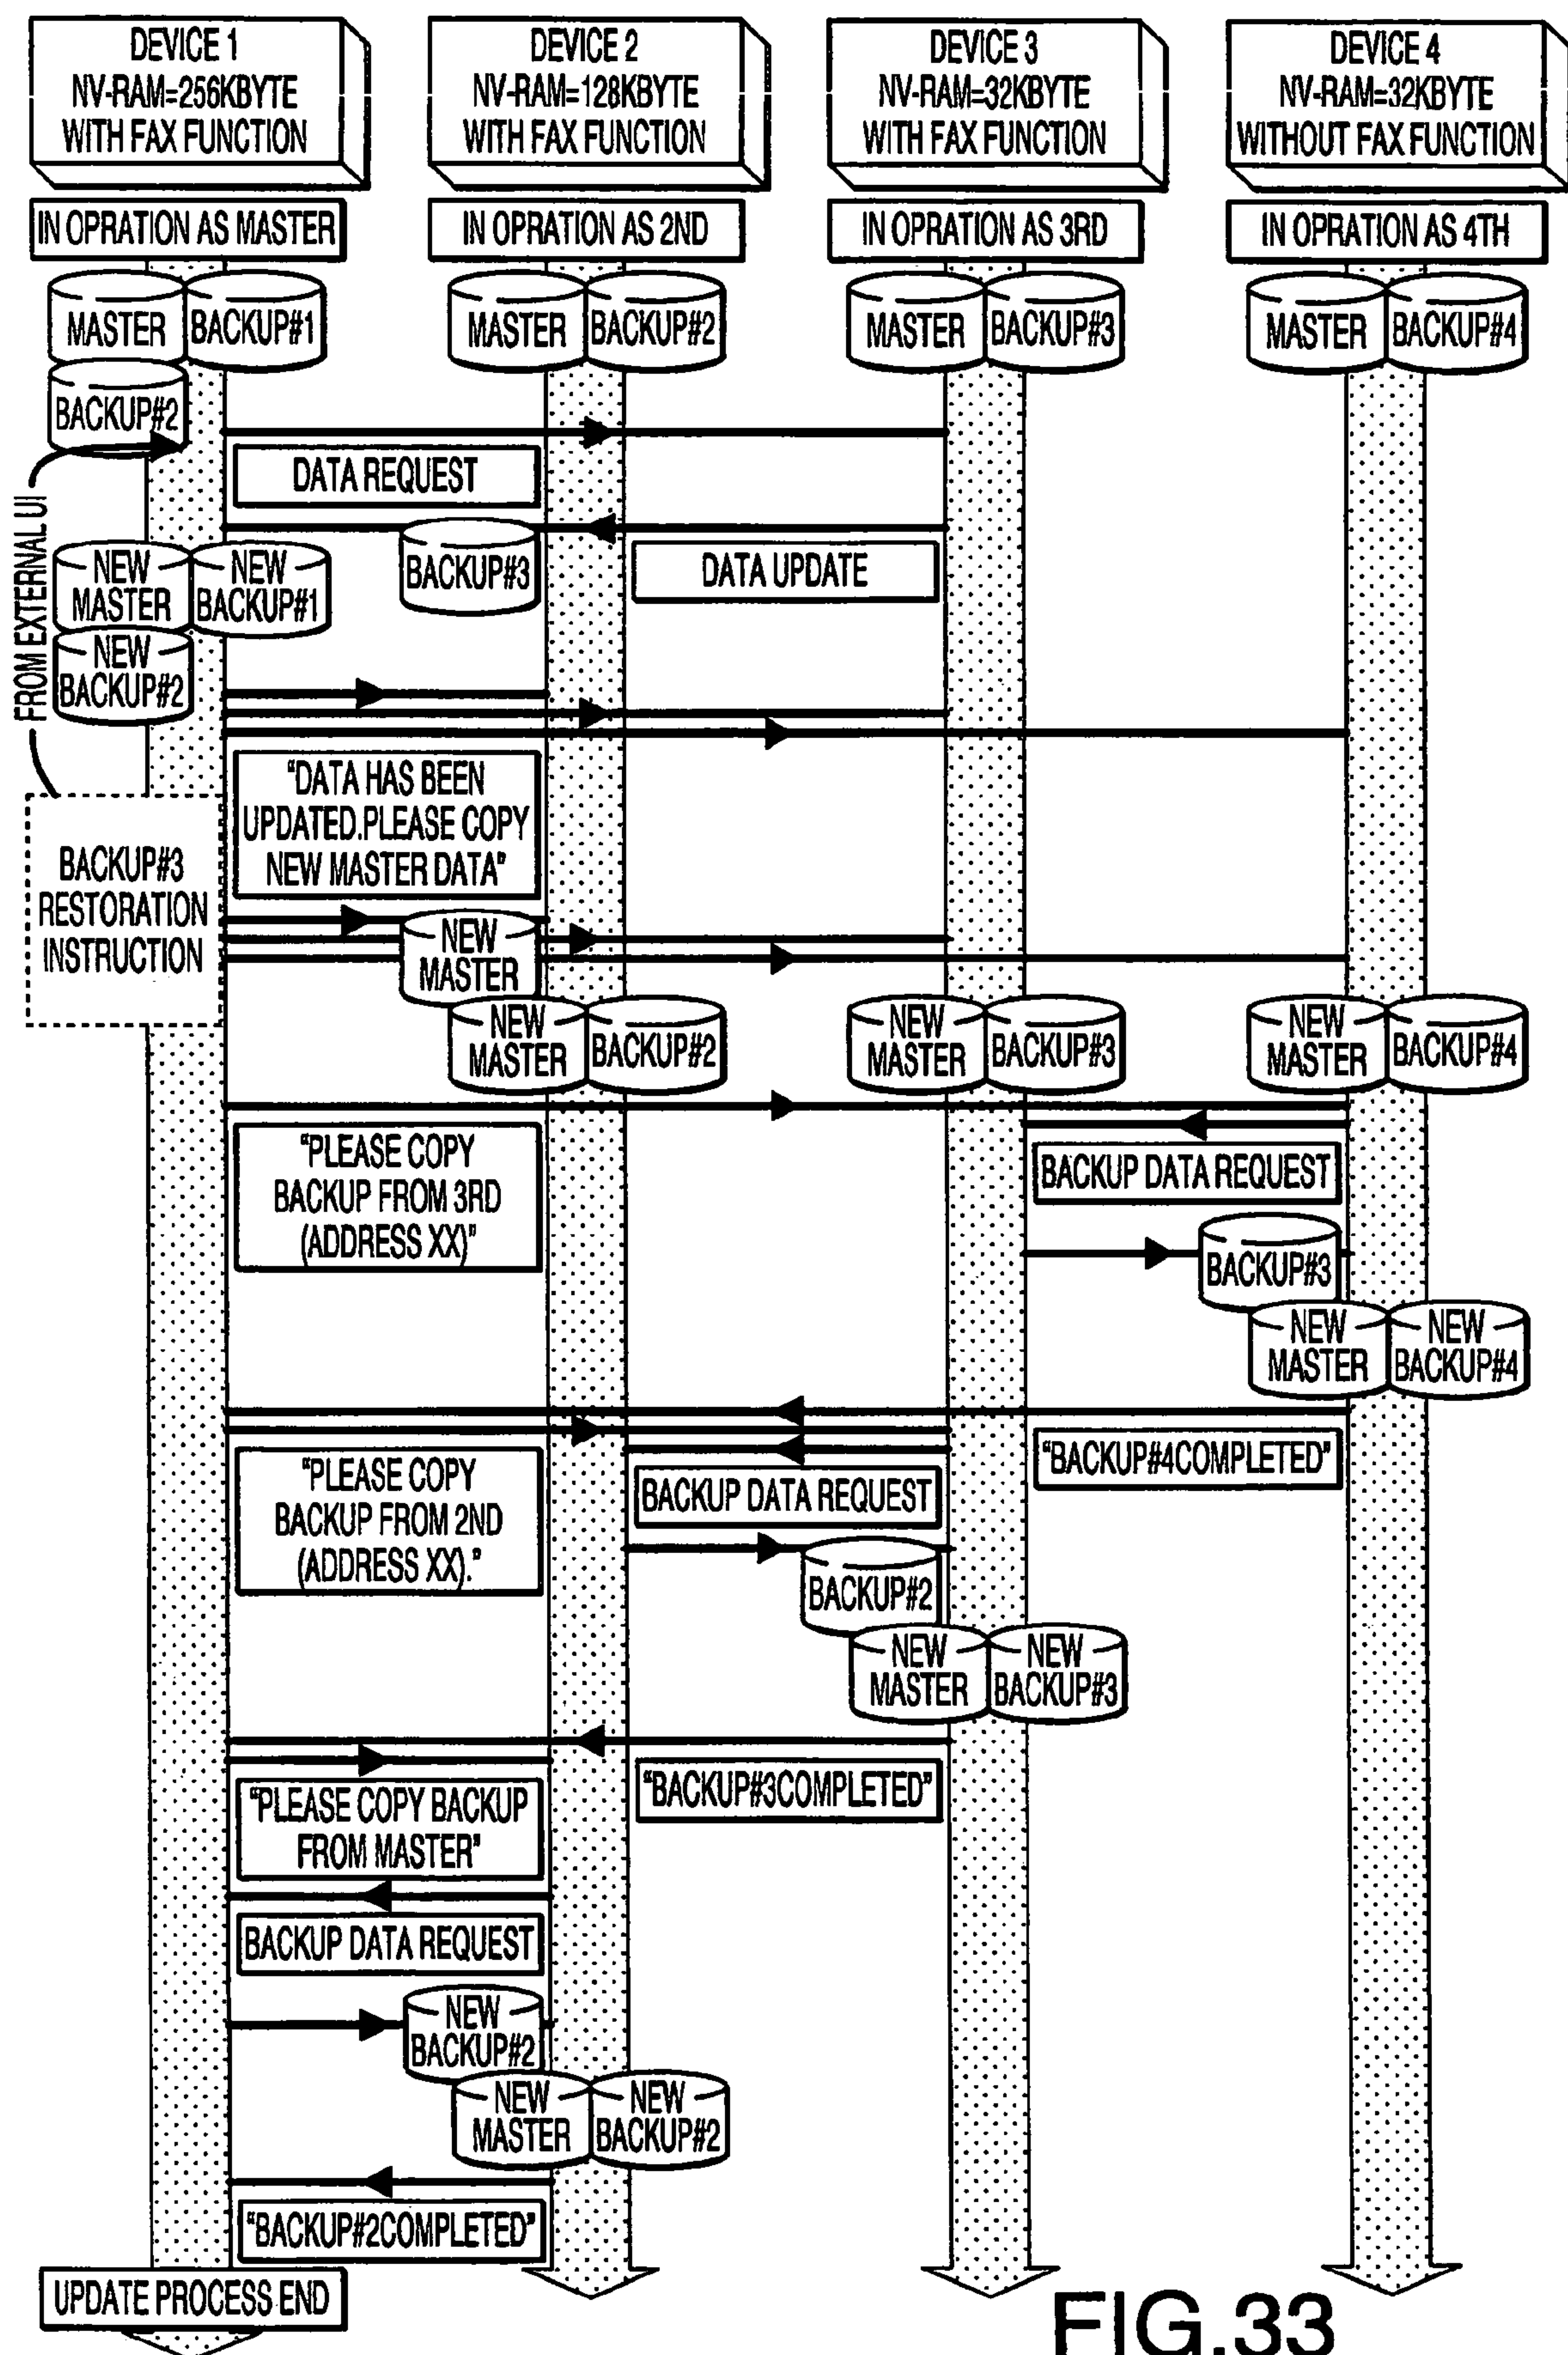 DEVICE 1
NV-RAM=256KBYTE
WITH FAX FUNCTION
DEVICE 2
NV-RAM=128KBYTE
WITH FAX FUNCTION
DEVICE 3
NV-RAM=32KBYTE
WITH FAX FUNCTION
DEVICE 4
NV-RAM=32KBYTE
WITHOUT FAX FUNCTION
IN OPRATION AS MASTER
IN OPRATION AS 2ND
IN OPRATION AS 3RD
IN OPRATION AS 4TH
MASTER
BACKUP#1
MASTER
BACKUP#2
MASTER
BACKUP#3
MASTER
BACKUP#4
BACKUP#2
DATA REQUEST
FROM EXTERNAL UI
BACKUP#3
DATA UPDATE
NEW
MASTER
NEW
BACKUP#1
NEW
BACKUP#2
"DATA HAS BEEN
UPDATED.PLEASE COPY
NEW MASTER DATA"
BACKUP#3
RESTORATION
INSTRUCTION
NEW
MASTER
NEW
MASTER
BACKUP#2
NEW
MASTER
BACKUP#3
NEW
MASTER
BACKUP#4
"PLEASE COPY
BACKUP FROM 3RD
(ADDRESS XX)"
BACKUP DATA REQUEST
BACKUP#3
NEW
MASTER
NEW
BACKUP#4
"PLEASE COPY
BACKUP FROM 2ND
(ADDRESS XX)."
BACKUP DATA REQUEST
"BACKUP#4COMPLETED"
BACKUP#2
NEW
MASTER
NEW
BACKUP#3
"PLEASE COPY BACKUP
FROM MASTER"
"BACKUP#3COMPLETED"
BACKUP DATA REQUEST
NEW
BACKUP#2
NEW
MASTER
NEW
BACKUP#2
"BACKUP#2COMPLETED"
UPDATE PROCESS END
FIG.33